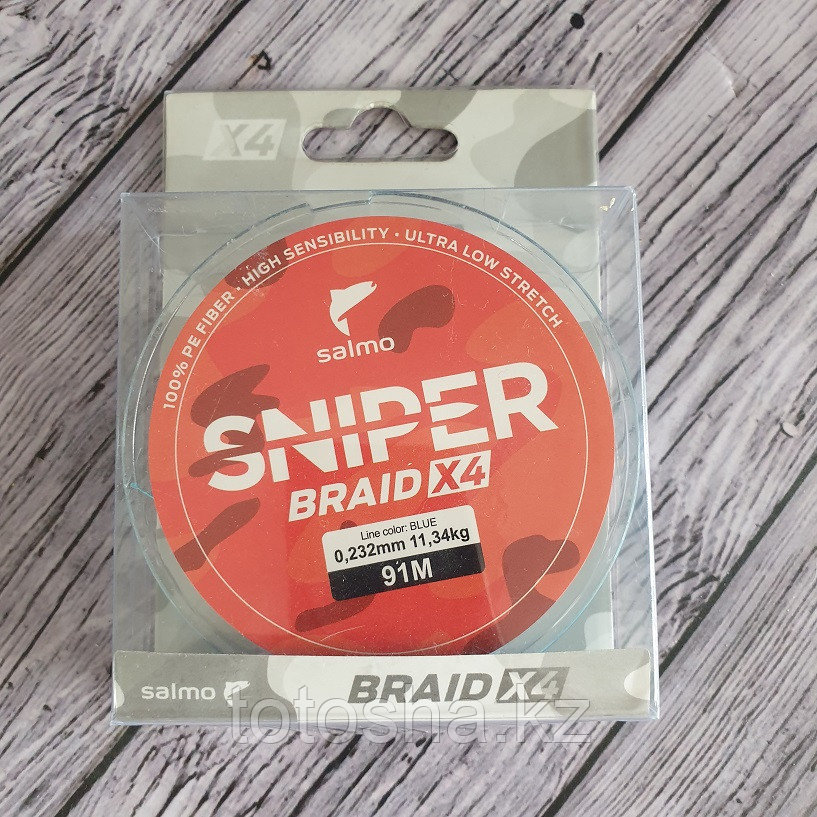 X4
100% PE FIBER · HIGH SENSIBILITY · ULTRA LOW STRETCH
salmo
SNIPER
BRAID X4
Line color: BLUE
0,232mm 11,34kg
91M
salmo
BRAID X4
totosha.kz